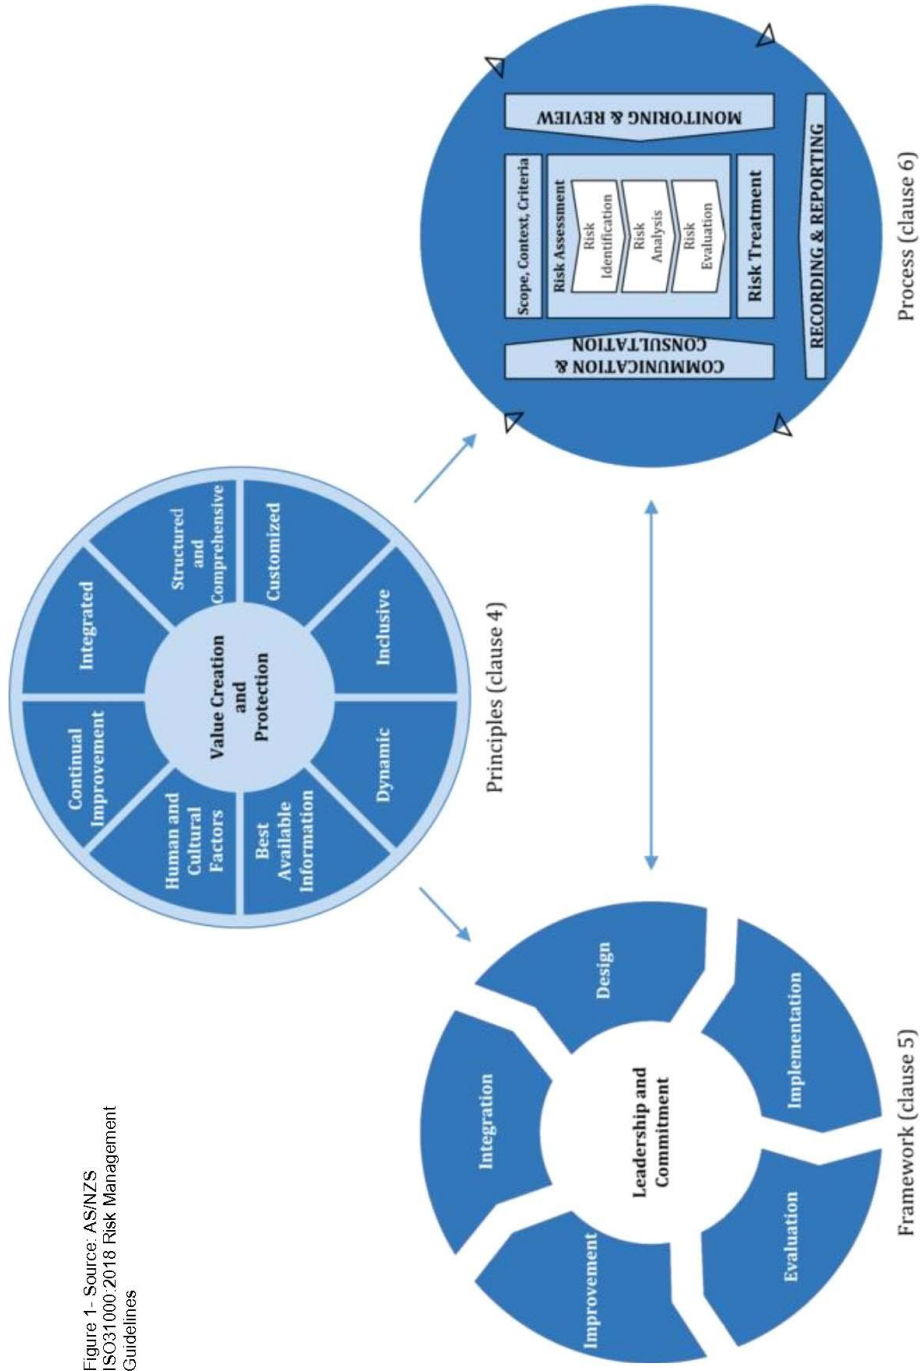 Figure 1- Source: AS/NZS
ISO31000:2018 Risk Management
Guidelines
Integrated
Structured
and
Comprehensive
Customized
Inclusive
Dynamic
Best
Available
Information
Human and
Cultural
Factors
Continual
Improvement
Value Creation
and
Protection
Principles (clause 4)
Integration
Design
Implementation
Evaluation
Improvement
Leadership and
Commitment
Framework (clause 5)
Scope, Context, Criteria
Risk Assessment
Risk
Identification
Risk
Analysis
Risk
Evaluation
Risk Treatment
COMMUNICATION &
CONSULTATION
MONITORING & REVIEW
RECORDING & REPORTING
Process (clause 6)